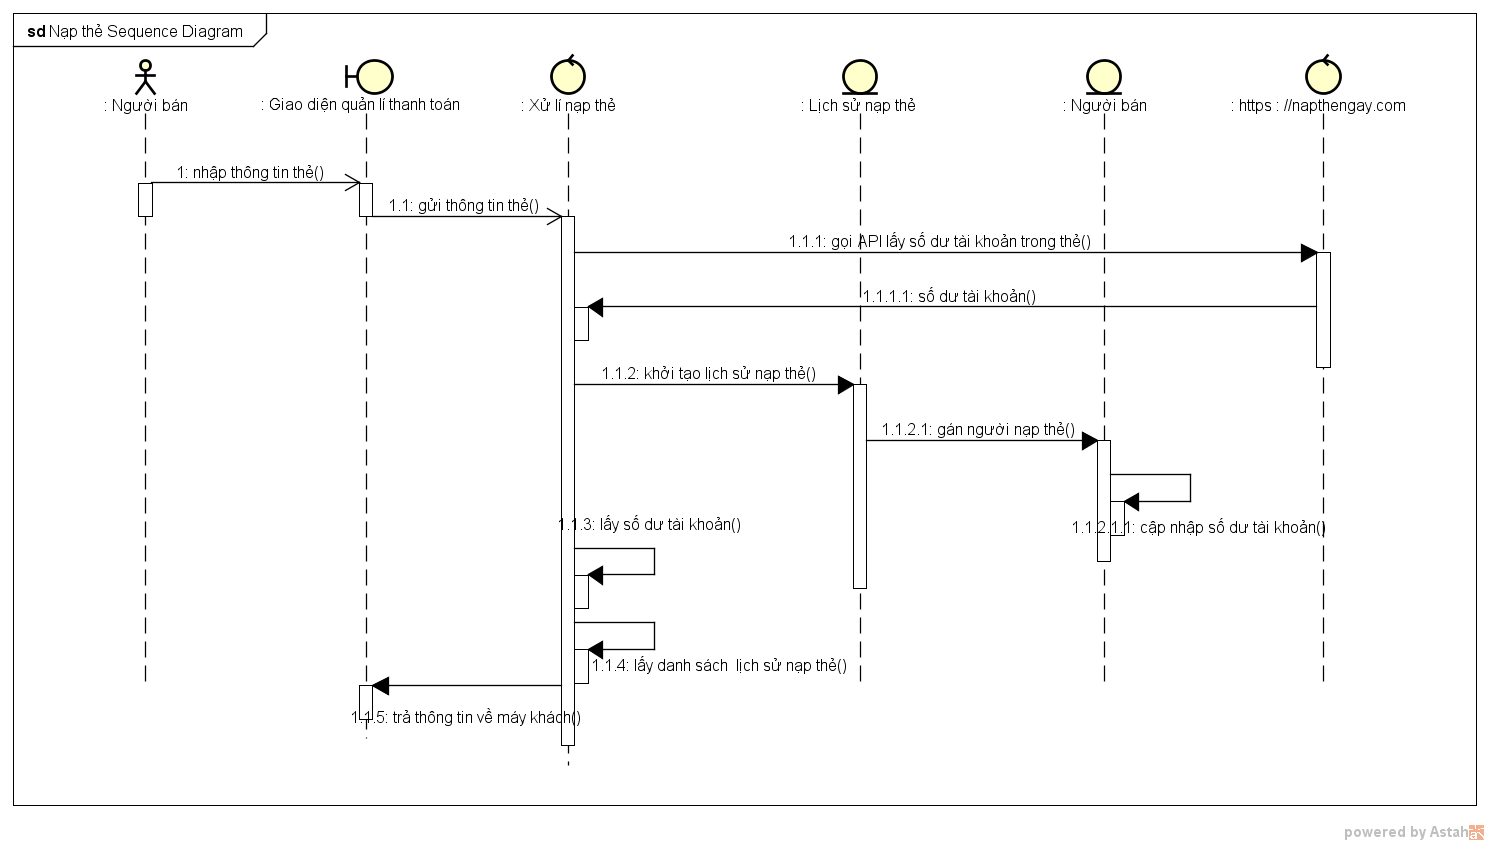 sd Nạp thẻ Sequence Diagram
: Người bán
: Giao diện quản lí thanh toán
: Xử lí nạp thẻ
: Lịch sử nạp thẻ
: Người bán
: https : //napthengay.com
1: nhập thông tin thẻ()
1.1: gửi thông tin thẻ()
1.1.1: gọi API lấy số dư tài khoản trong thẻ()
1.1.1.1: số dư tài khoản()
1.1.2: khởi tạo lịch sử nạp thẻ()
1.1.2.1: gán người nạp thẻ()
1.1.3: lấy số dư tài khoản()
1.1.2.1.1: cập nhập số dư tài khoản()
1.1.4: lấy danh sách  lịch sử nạp thẻ()
1.1.5: trả thông tin về máy khách()
powered by Astah